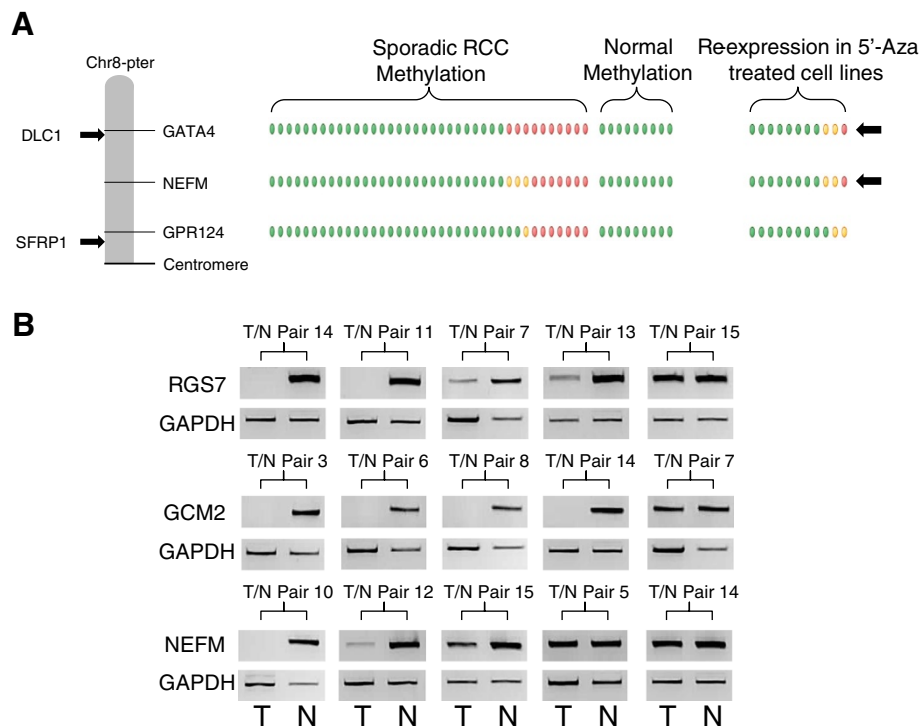 A
Sporadic RCC
Methylation
Normal
Methylation
Re-expression in 5'-Aza
treated cell lines
Chr8-pter
DLC1
GATA4
NEFM
SFRP1
GPR124
Centromere
B
T/N Pair 14 T/N Pair 11 T/N Pair 7 T/N Pair 13 T/N Pair 15
RGS7
GAPDH
T/N Pair 3 T/N Pair 6 T/N Pair 8 T/N Pair 14 T/N Pair 7
GCM2
GAPDH
T/N Pair 10 T/N Pair 12 T/N Pair 15 T/N Pair 5 T/N Pair 14
NEFM
GAPDH
T N T N T N T N T N